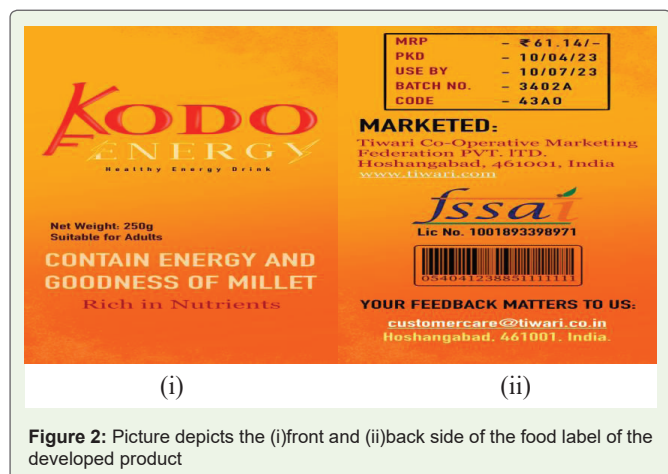 KODO
ENERGY
Healthy Energy Drink
Net Weight: 250g
Suitable for Adults
CONTAIN ENERGY AND
GOODNESS OF MILLET
Rich in Nutrients
(i)
MRP - ₹61.14/-
PKD - 10/04/23
USE BY - 10/07/23
BATCH NO. - 3402A
CODE - 43A0
MARKETED:
Tiwari Co-Operative Marketing
Federation PVT. lTD.
Hoshangabad, 461001, India
www.tiwari.com
fssai
Lic No. 1001893398971
0540412388511111111
YOUR FEEDBACK MATTERS TO US:
customercare@tiwari.co.in
Hoshangabad, 461001, India.
(ii)
Figure 2: Picture depicts the (i)front and (ii)back side of the food label of the
developed product